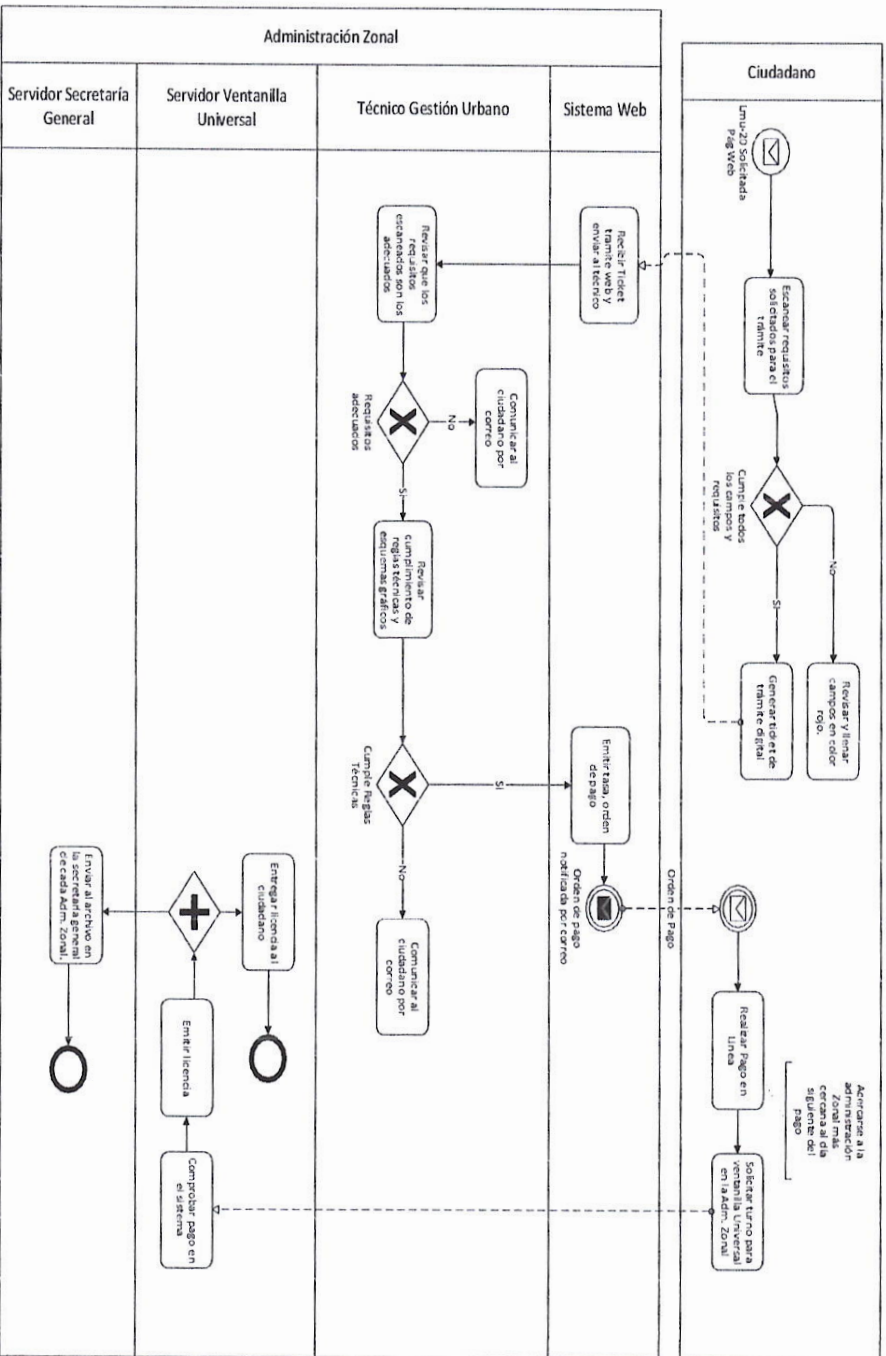 Ciudadano
Lmu-20 Solicitada
Pág Web
Escanear requisitos
solicitados para el
trámite
Cumple todos
los campos y
requisitos
No
Si
Revisar y llenar
campos en color
rojo.
Generar ticket de
trámite digital
Orden de Pago
Realizar Pago en
Línea
Acercarse a la
administración
Zonal más
cercana al día
siguiente del
pago
Solicitar turno para
ventanilla Universal
en la Adm. Zonal
Administración Zonal
Sistema Web
Recibir Ticket
tramite web y
enviar al técnico
Emitir tasa, orden
de pago
Orden de pago
notificada por correo
Técnico Gestión Urbano
Revisar que los
requisitos
escaneados son los
adecuados
Requisitos
adecuados
No
Comunicar al
ciudadano por
correo
Si
Revisar
cumplimiento de
reglas técnicas y
esquemas gráficos
Cumple Reglas
Técnicas
Si
No
Comunicar al
ciudadano por
correo
Servidor Ventanilla
Universal
Entregar licencia al
ciudadano
Emitir licencia
Comprobar pago en
el sistema
Servidor Secretaría
General
Enviar al archivo en
la secretaría general
de cada Adm. Zonal.